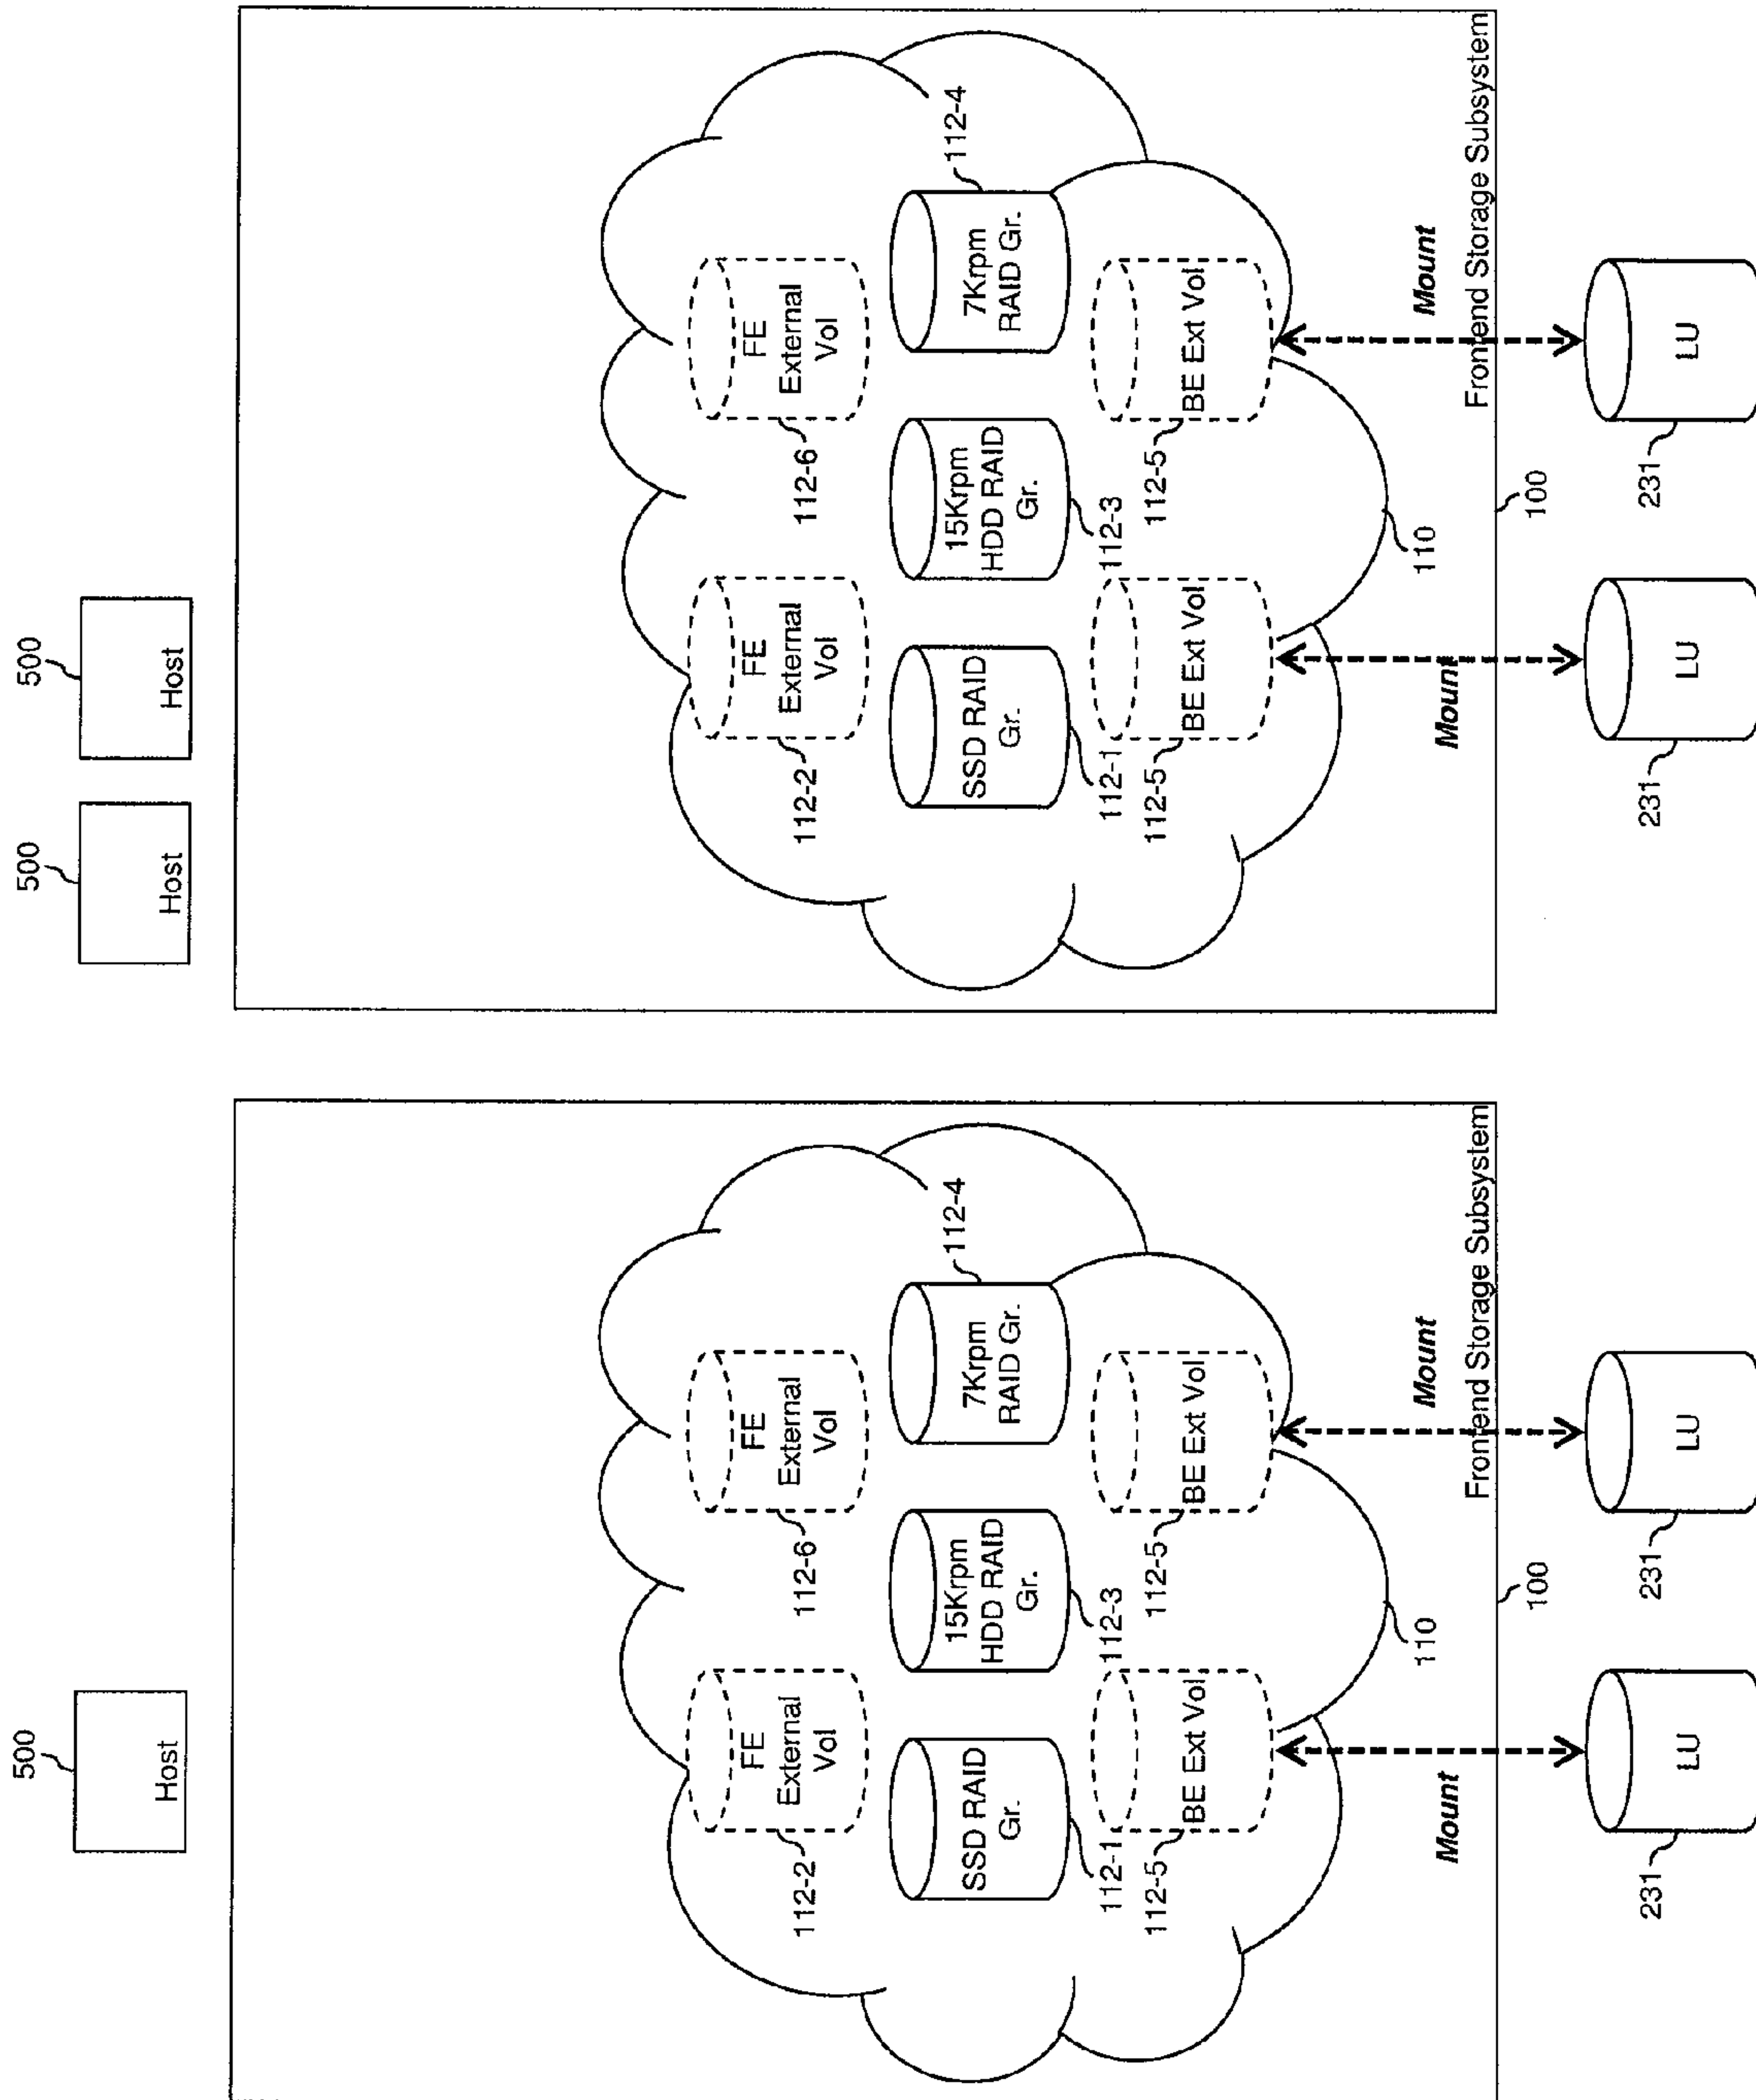 500
Host
112-2
FE
External
Vol
112-6
FE
External
Vol
SSD RAID
Gr.
112-1
15Krpm
HDD RAID
Gr.
112-3
7Krpm
RAID Gr.
112-4
112-5
BE Ext Vol
112-5
BE Ext Vol
110
Mount
Mount
Fronrend Storage Subsystem
100
231
LU
231
LU
500
Host
500
Host
112-2
FE
External
Vol
112-6
FE
External
Vol
SSD RAID
Gr.
112-1
15Krpm
HDD RAID
Gr.
112-3
7Krpm
RAID Gr.
112-4
112-5
BE Ext Vol
112-5
BE Ext Vol
110
Mount
Mount
Fronrend Storage Subsystem
100
231
LU
231
LU